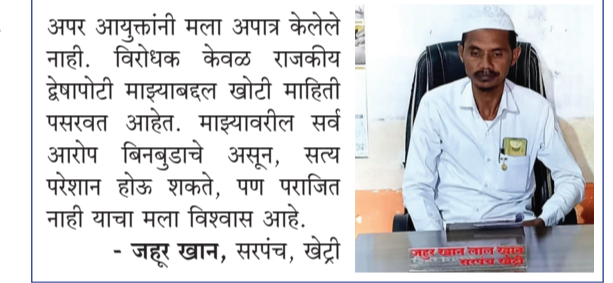 अपर आयुक्तांनी मला अपात्र केलेले
नाही. विरोधक केवळ राजकीय
द्वेषापोटी माझ्याबद्दल खोटी माहिती
पसरवत आहेत. माझ्यावरील सर्व
आरोप बिनबुडाचे असून, सत्य
परेशान होऊ शकते, पण पराजित
नाही याचा मला विश्वास आहे.
- जहूर खान, सरपंच, खेट्री
जहूर खान लाल खान
सरपंच खेट्री